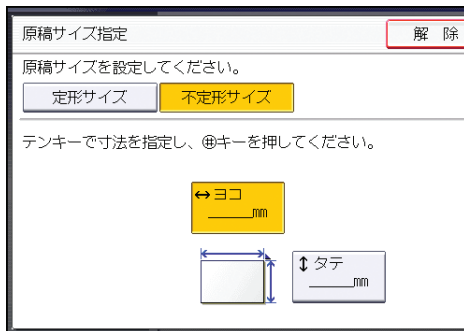 原稿サイズ指定
解 除
原稿サイズを設定してください。
定形サイズ
不定形サイズ
テンキーで寸法を指定し、㊉キーを押してください。
↔ヨコ
_____mm
↕タテ
_____mm